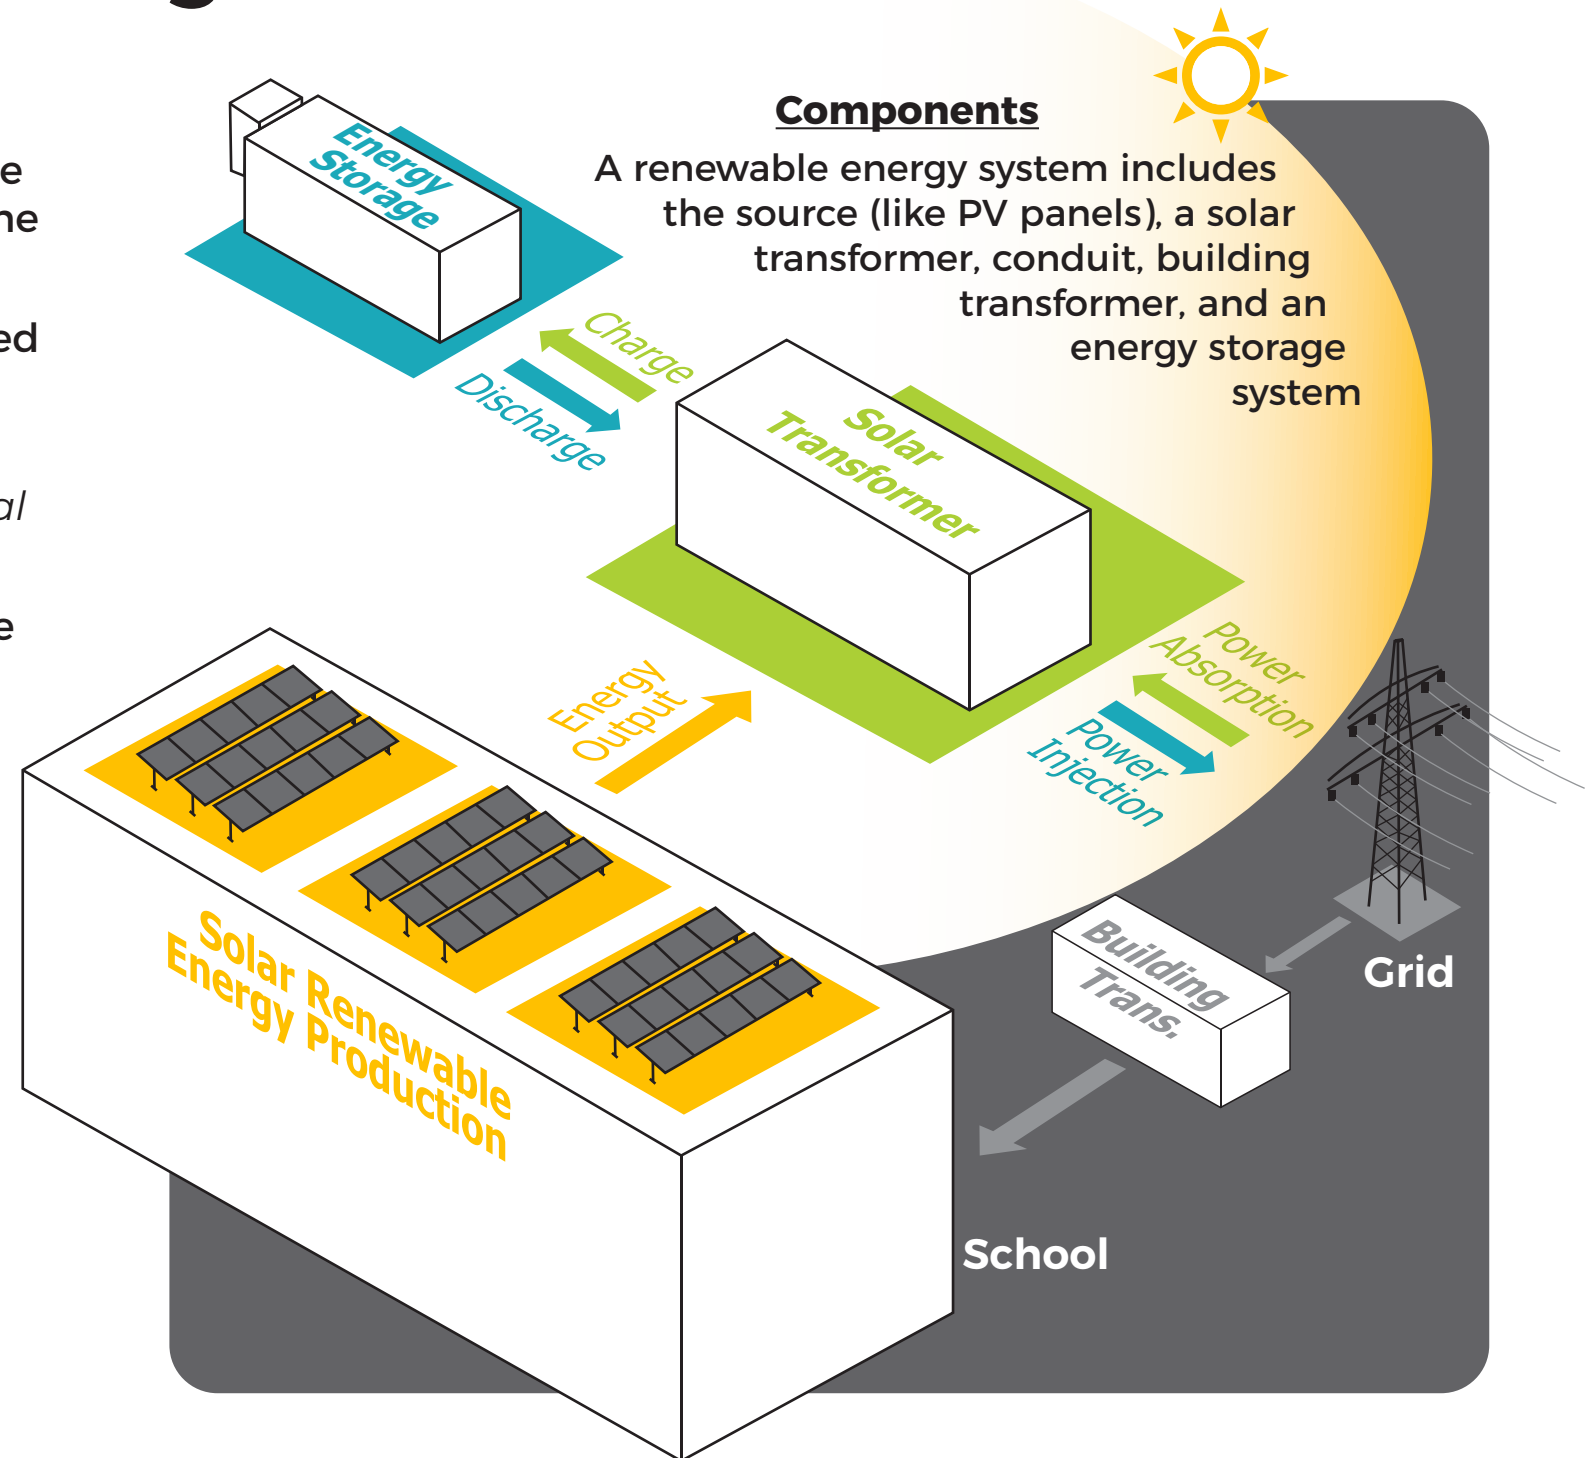 al
Components
A renewable energy system includes
the source (like PV panels), a solar
transformer, conduit, building
transformer, and an
energy storage
system
Energy
Storage
Charge
Discharge
Solar
Transformer
Power
Absorption
Power
Injection
Energy
Output
Solar Renewable
Energy Production
Building
Trans.
Grid
School